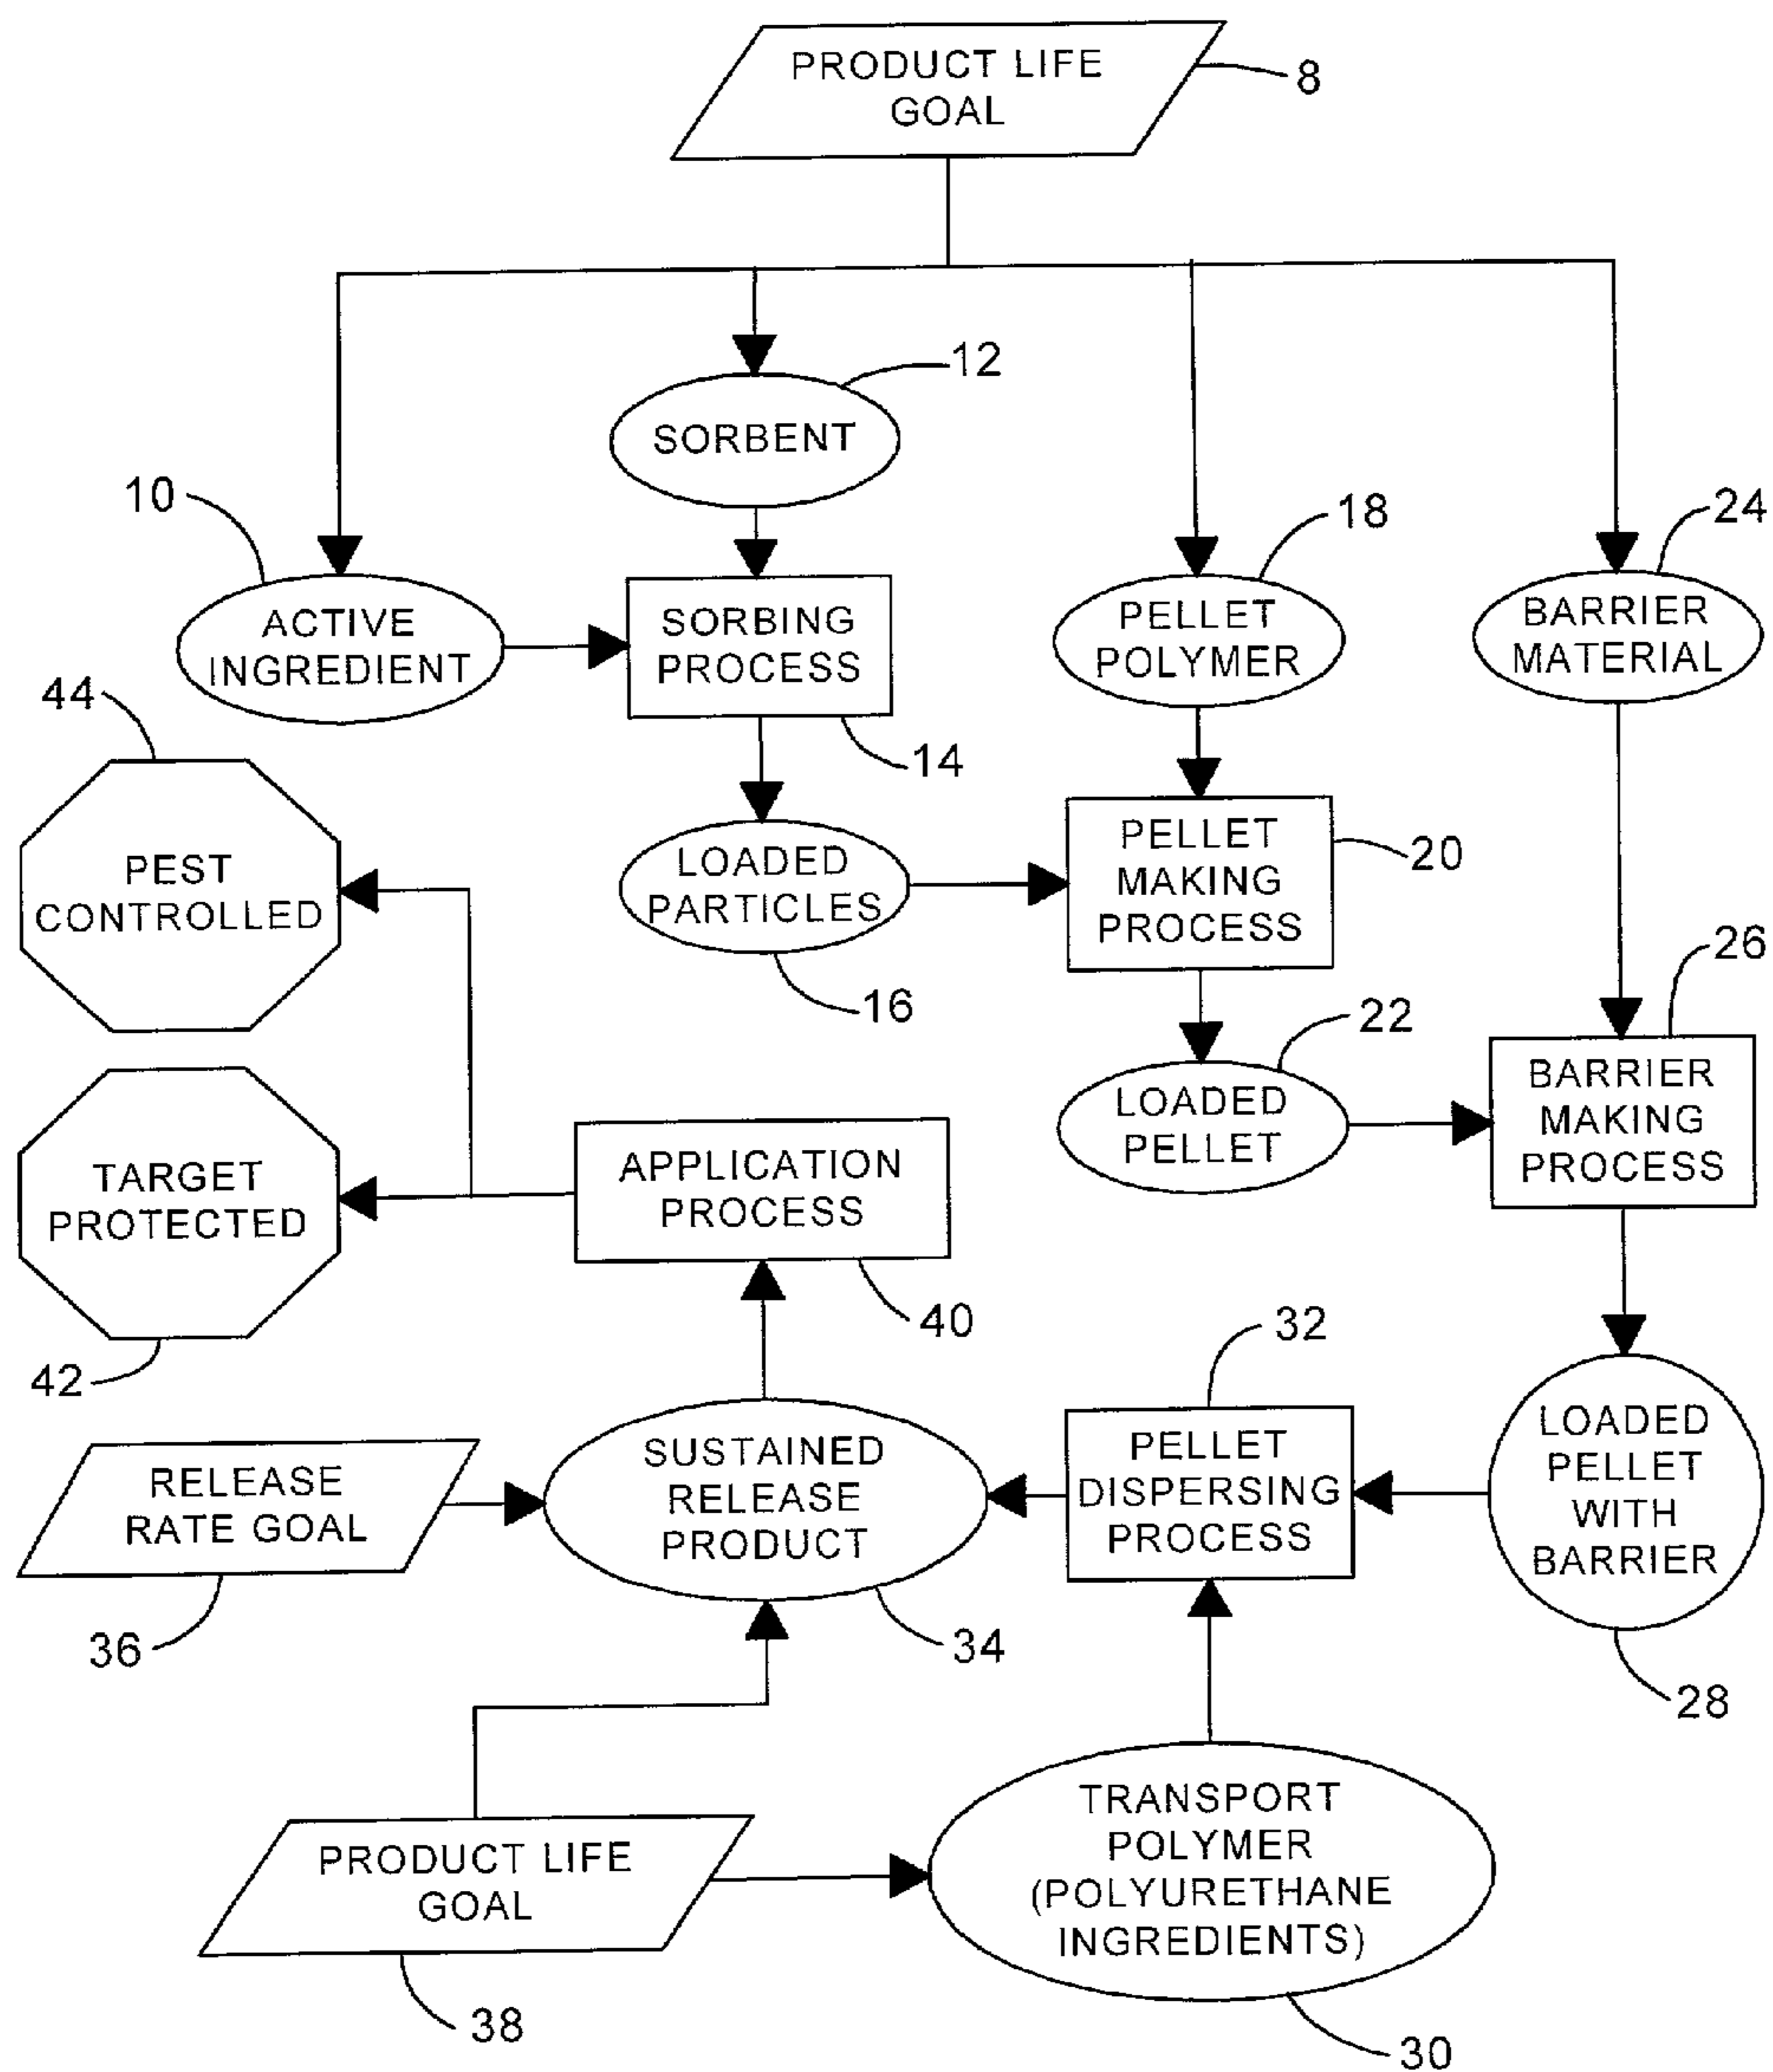 PRODUCT LIFE
GOAL
8
12
SORBENT
10
18
24
ACTIVE
INGREDIENT
SORBING
PROCESS
PELLET
POLYMER
BARRIER
MATERIAL
44
14
PEST
CONTROLLED
LOADED
PARTICLES
PELLET
MAKING
PROCESS
20
16
22
26
TARGET
PROTECTED
APPLICATION
PROCESS
LOADED
PELLET
BARRIER
MAKING
PROCESS
42
40
32
RELEASE
RATE GOAL
SUSTAINED
RELEASE
PRODUCT
PELLET
DISPERSING
PROCESS
LOADED
PELLET
WITH
BARRIER
36
34
28
PRODUCT LIFE
GOAL
TRANSPORT
POLYMER
(POLYURETHANE
INGREDIENTS)
38
30